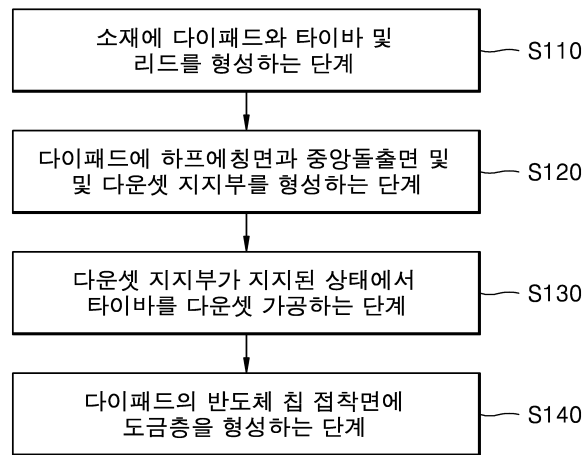 소재에 다이패드와 타이바 및
리드를 형성하는 단계
S110
다이패드에 하프에칭면과 중앙돌출면 및
및 다운셋 지지부를 형성하는 단계
S120
다운셋 지지부가 지지된 상태에서
타이바를 다운셋 가공하는 단계
S130
다이패드의 반도체 칩 접착면에
도금층을 형성하는 단계
S140